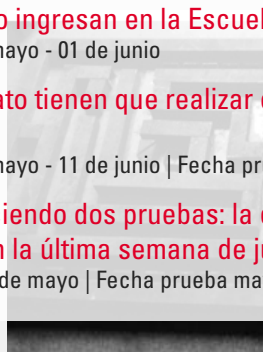 o ingresan en la Escuel
mayo - 01 de junio
ato tienen que realizar
mayo - 11 de junio | Fecha pr
iendo dos pruebas: la
n la última semana de ju
de mayo | Fecha prueba ma